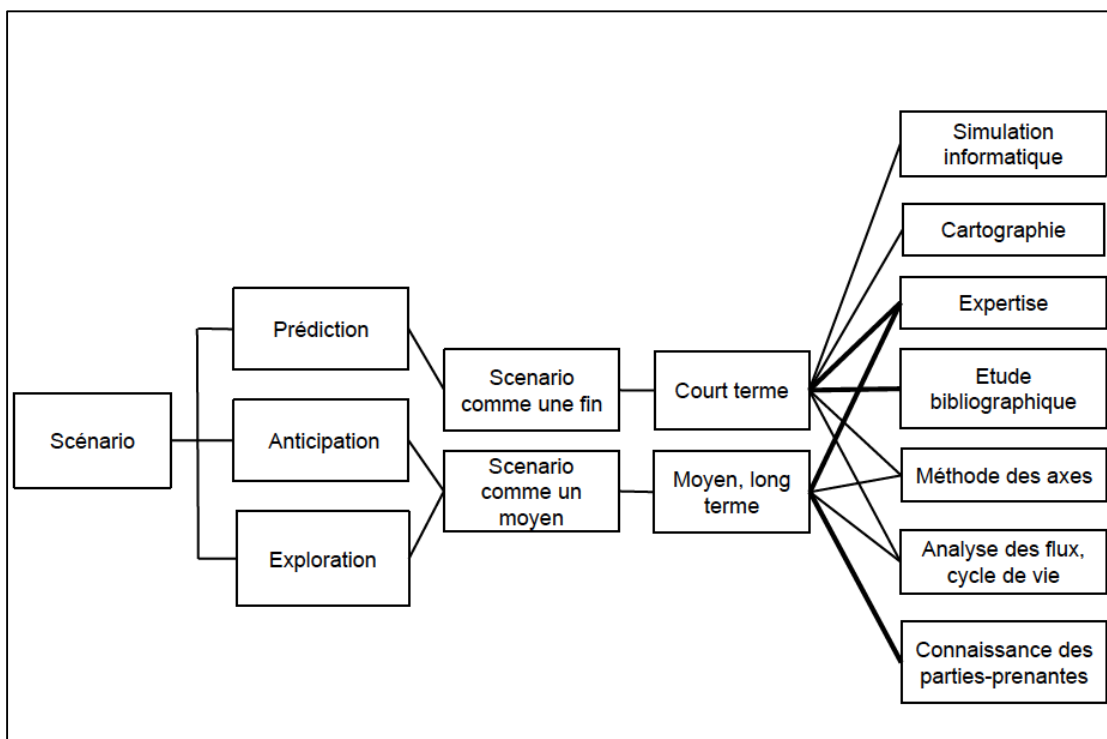 Scénario
Prédiction
Anticipation
Exploration
Scenario
comme une fin
Scenario
comme un
moyen
Court terme
Moyen, long
terme
Simulation
informatique
Cartographie
Expertise
Etude
bibliographique
Méthode des axes
Analyse des flux,
cycle de vie
Connaissance des
parties-prenantes